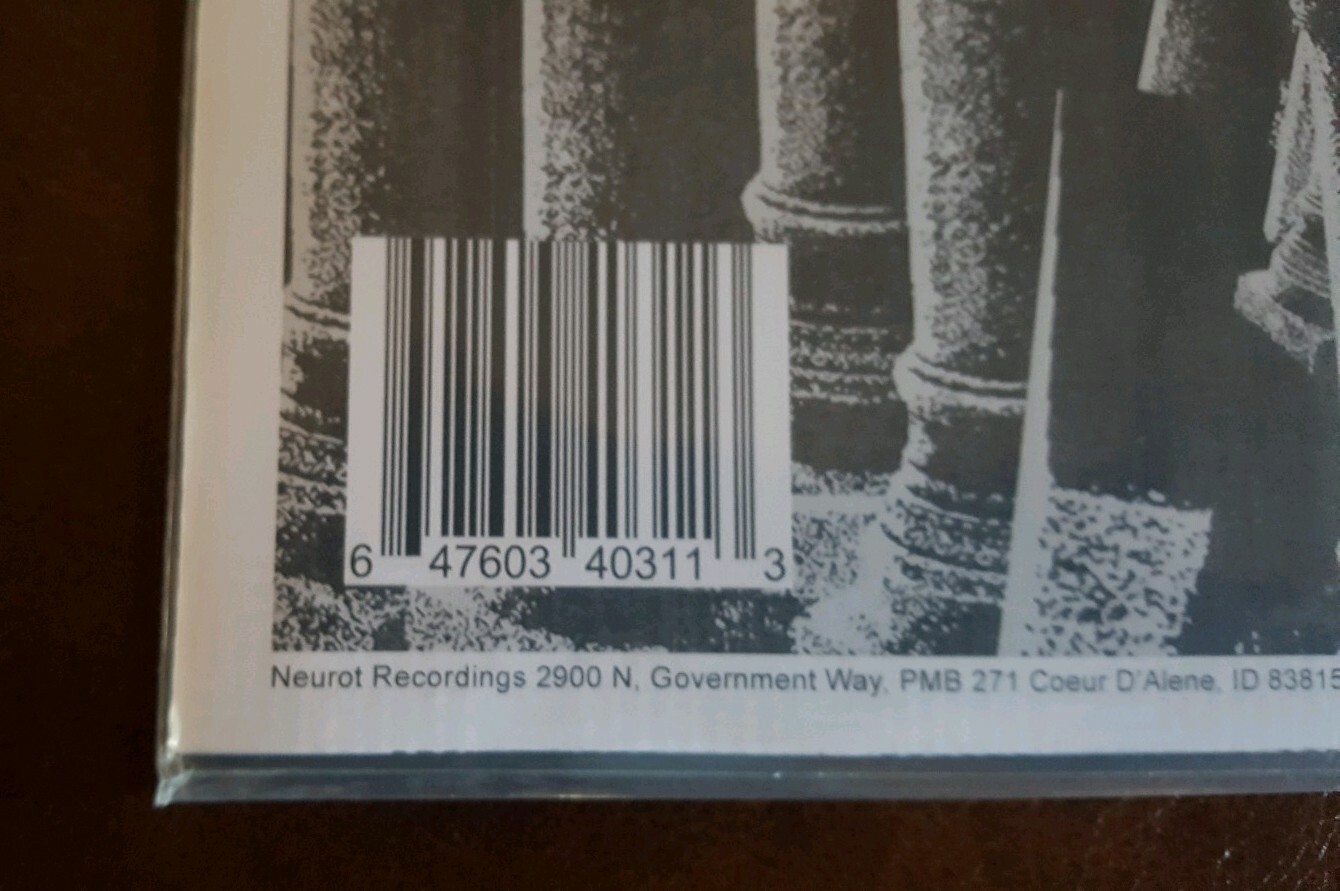 6 47603 40311 3
Neurot Recordings 2900 N, Government Way, PMB 271 Coeur D'Alene, ID 83815